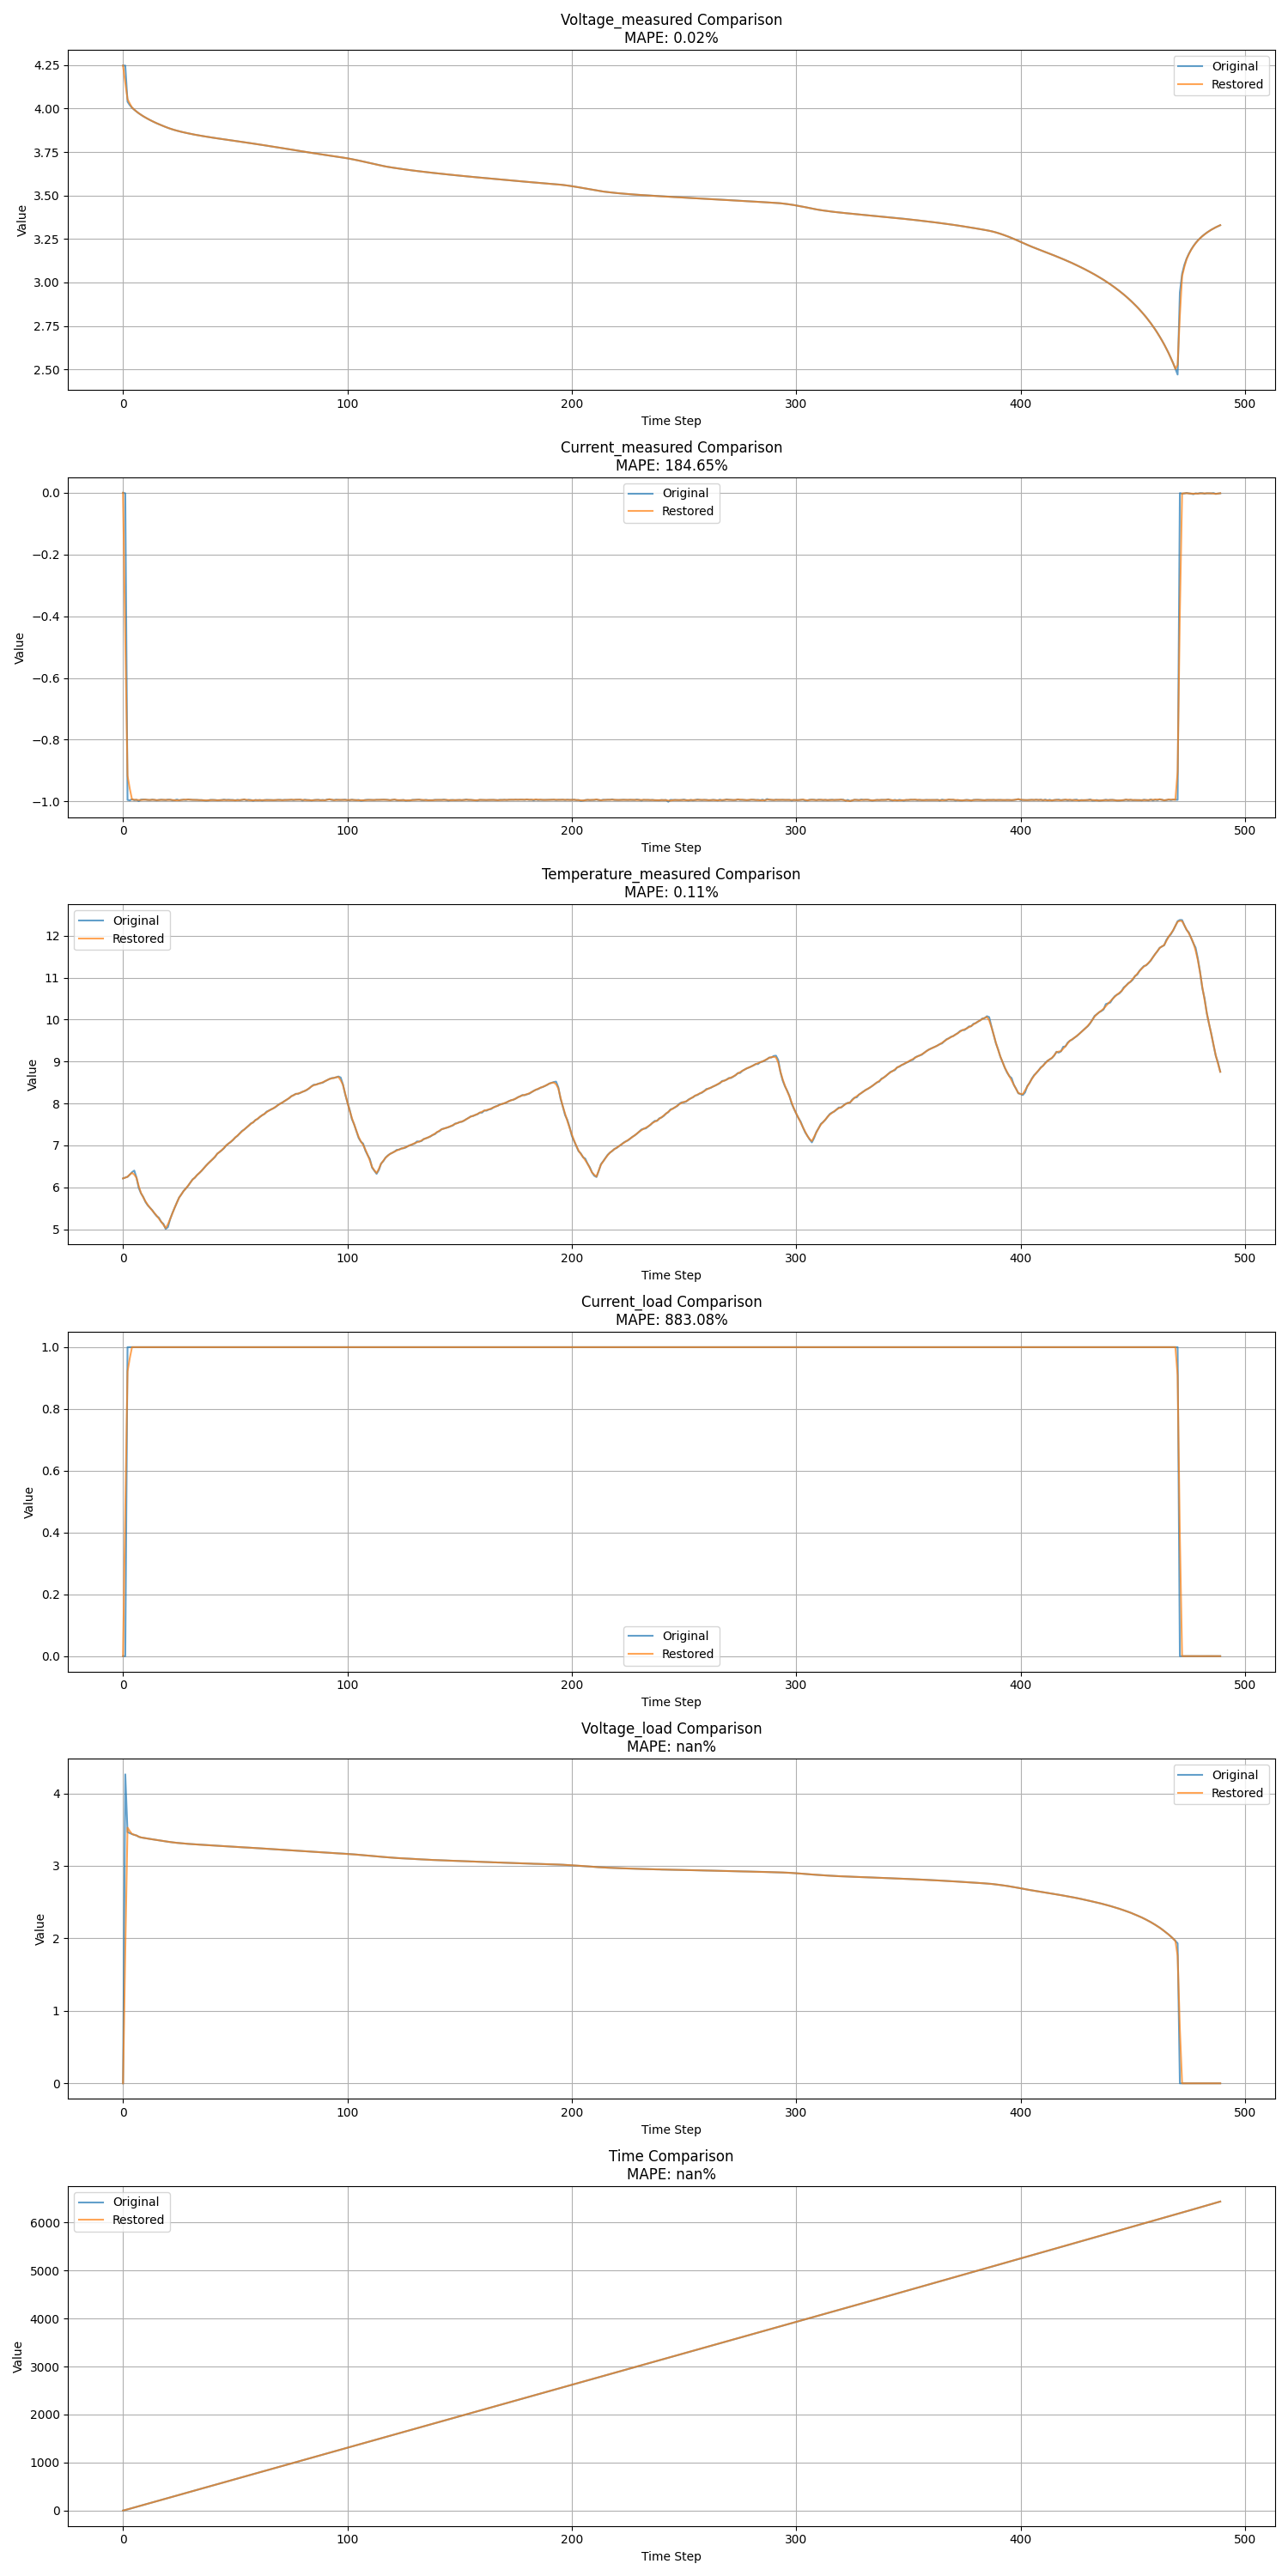 Voltage_measured Comparison
MAPE: 0.02%
Original
Restored
4.25
4.00
3.75
3.50
3.25
3.00
2.75
2.50
Value
0
100
200
300
400
500
Time Step
Current_measured Comparison
MAPE: 184.65%
Original
Restored
0.0
−0.2
−0.4
−0.6
−0.8
−1.0
Value
0
100
200
300
400
500
Time Step
Temperature_measured Comparison
MAPE: 0.11%
Original
Restored
12
11
10
9
8
7
6
5
Value
0
100
200
300
400
500
Time Step
Current_load Comparison
MAPE: 883.08%
1.0
0.8
0.6
0.4
0.2
0.0
Value
Original
Restored
0
100
200
300
400
500
Time Step
Voltage_load Comparison
MAPE: nan%
Original
Restored
4
3
2
1
0
Value
0
100
200
300
400
500
Time Step
Time Comparison
MAPE: nan%
Original
Restored
6000
5000
4000
3000
2000
1000
0
Value
0
100
200
300
400
500
Time Step